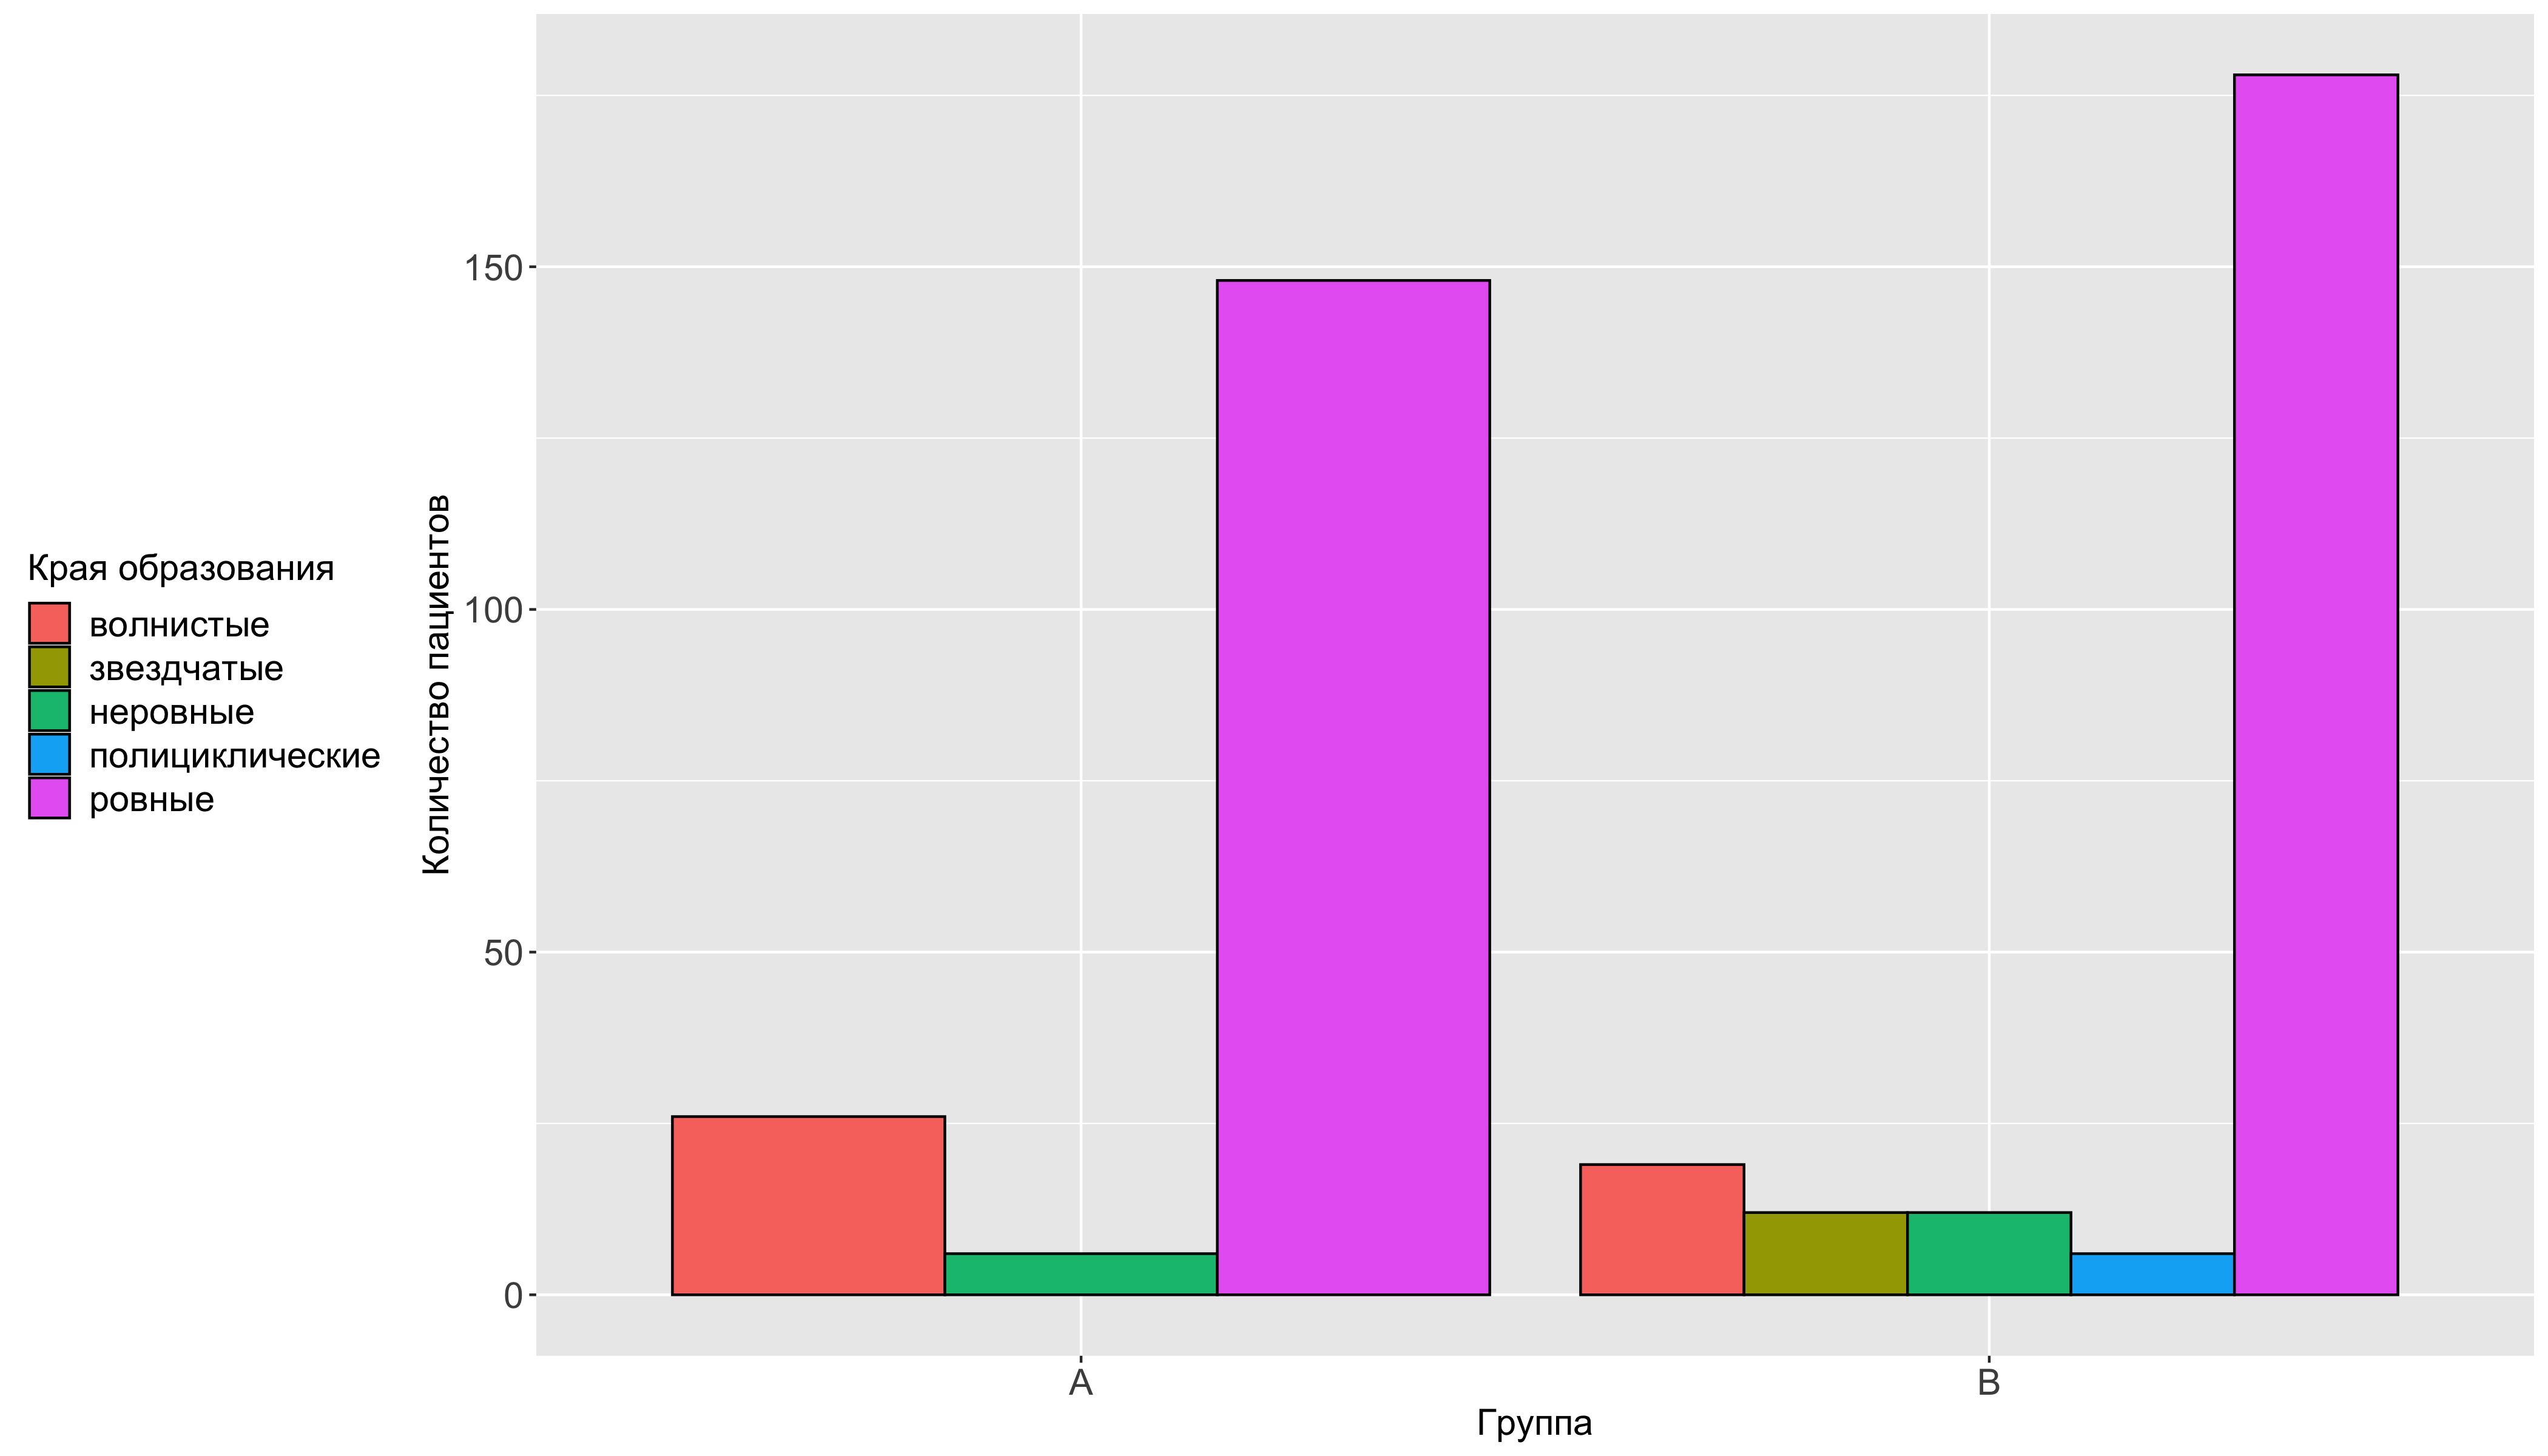 Края образования
волнистые
звездчатые
неровные
полициклические
ровные
Количество пациентов
150
100
50
0
A
B
Группа